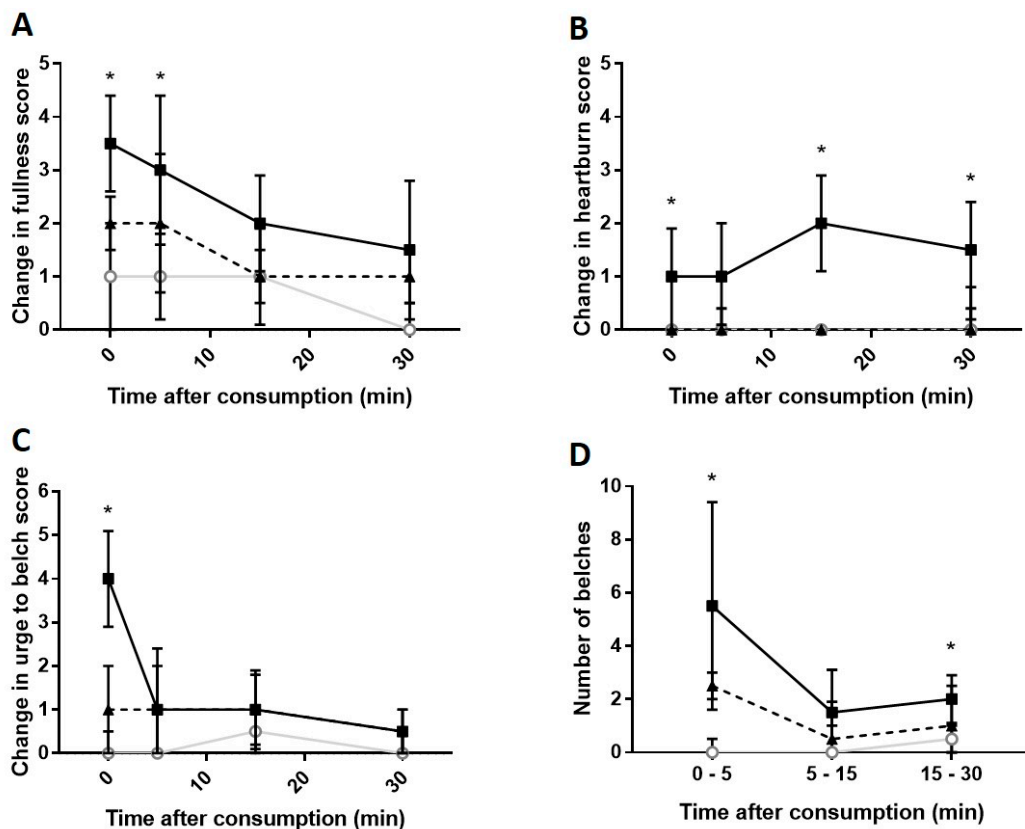 A
Change in fullness score
5
4
3
2
1
0
* *
0 10 20 30
Time after consumption (min)
B
Change in heartburn score
5
4
3
2
1
0
* * *
0 10 20 30
Time after consumption (min)
C
Change in urge to belch score
6
5
4
3
2
1
0
*
0 10 20 30
Time after consumption (min)
D
Number of belches
10
8
6
4
2
0
* *
0 - 5 5 - 15 15 - 30
Time after consumption (min)